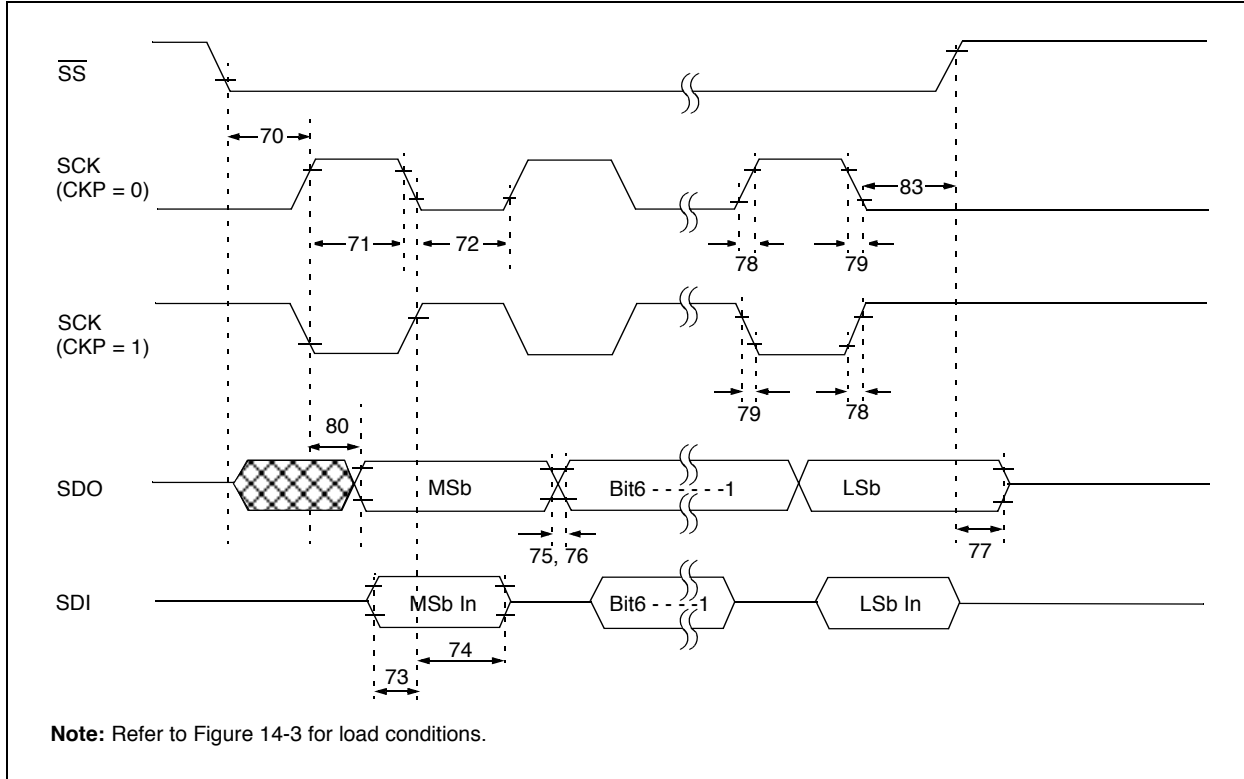 SS
70
SCK
(CKP = 0)
83
71
72
78
79
SCK
(CKP = 1)
79
78
80
SDO
MSb
Bit6 - - - - - - -1
LSb
75, 76
77
SDI
MSb In
Bit6 - - - - -1
LSb In
74
73
Note: Refer to Figure 14-3 for load conditions.